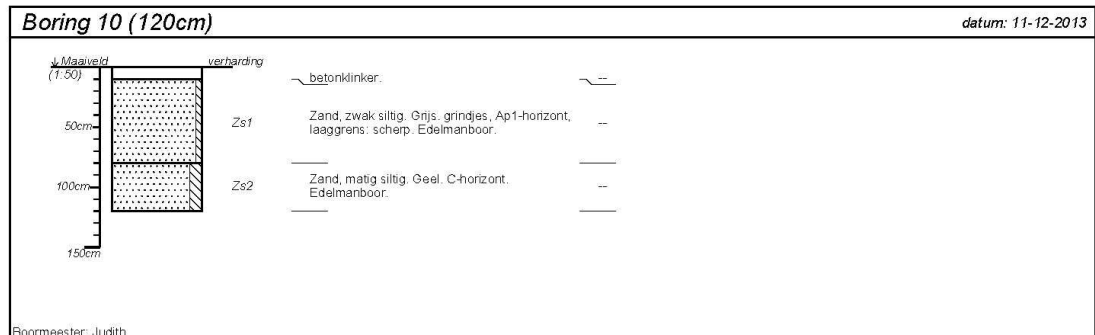 Boring 10 (120cm)
datum: 11-12-2013
↓ Maaiveld
verharding
(1:50)
betonklinker.
--
50cm
Zs1
Zand, zwak siltig. Grijs. grindjes, Ap1-horizont,
laaggrens: scherp. Edelmanboor.
--
100cm
Zs2
Zand, matig siltig. Geel. C-horizont.
Edelmanboor.
--
150cm
Boormeester: Judith